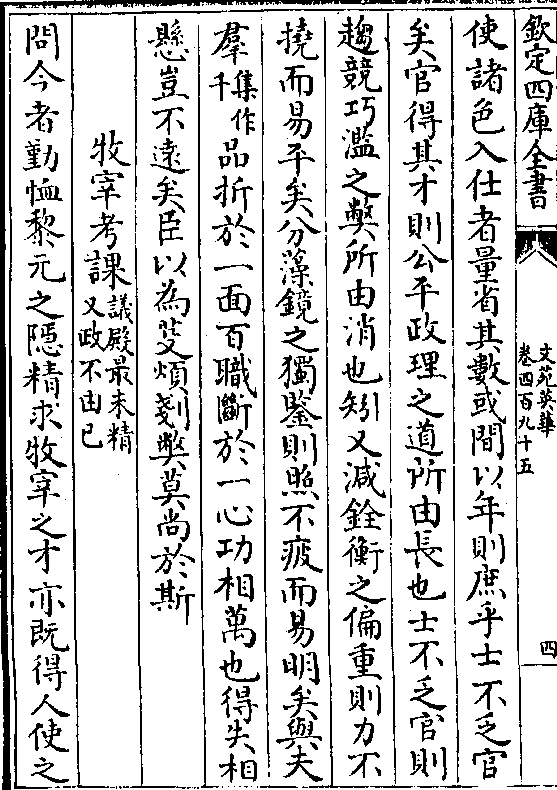 欽定四庫全書
文苑英華
卷四百九十五
四
使諸色入仕者量省其數或間以年則庶乎士不乏官
矣官得其才則公平政理之道所由長也士不乏官則
趨競巧濫之弊所由消也矧又減銓衡之偏重則力不
撓而易平矣分藻鏡之獨鑒則照不疲而易明矣與夫
羣集作千品折於一面百職斷於一心功相萬也得失相
懸豈不遠矣臣以為芟煩剗弊莫尚於斯
牧宰考課議殿最未精又政不由已
問今者勤恤黎元之隱精求牧宰之才亦既得人使之